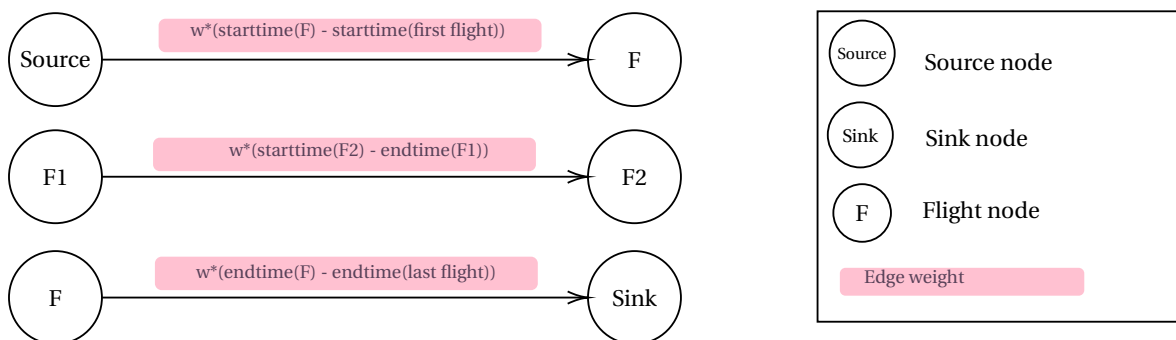 w*(starttime(F) - starttime(first flight))
Source
F
w*(starttime(F2) - endtime(F1))
F1
F2
w*(endtime(F) - endtime(last flight))
F
Sink
Source
Source node
Sink
Sink node
F
Flight node
Edge weight